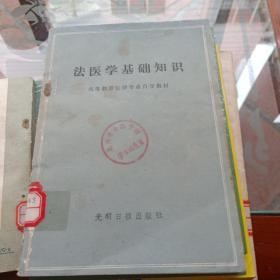 法医学基础知识
高等教育法律专业自学教材
光明日报出版社